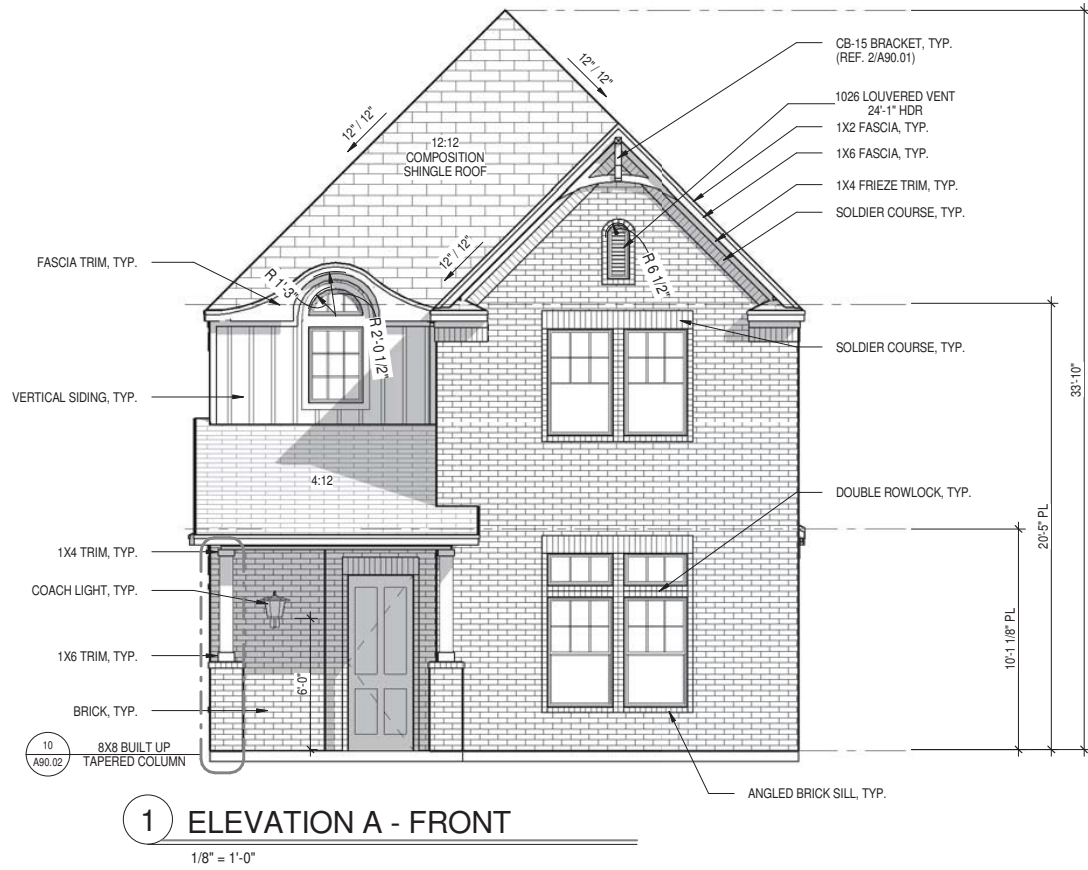 CB-15 BRACKET, TYP.
(REF. 2/A90.01)
1026 LOUVERED VENT
24'-1" HDR
1X2 FASCIA, TYP.
1X6 FASCIA, TYP.
1X4 FRIEZE TRIM, TYP.
SOLDIER COURSE, TYP.
12" / 12"
12" / 12"
12:12
COMPOSITION
SHINGLE ROOF
12" / 12"
FASCIA TRIM, TYP.
R 1'-3"
R 2'-0 1/2"
R 6 1/2"
SOLDIER COURSE, TYP.
33'-10"
VERTICAL SIDING, TYP.
4:12
DOUBLE ROWLOCK, TYP.
20'-5" PL
1X4 TRIM, TYP.
COACH LIGHT, TYP.
10'-1 1/8" PL
1X6 TRIM, TYP.
6'-0"
BRICK, TYP.
10
A90.02
8X8 BUILT UP
TAPERED COLUMN
ANGLED BRICK SILL, TYP.
1 ELEVATION A - FRONT
1/8" = 1'-0"